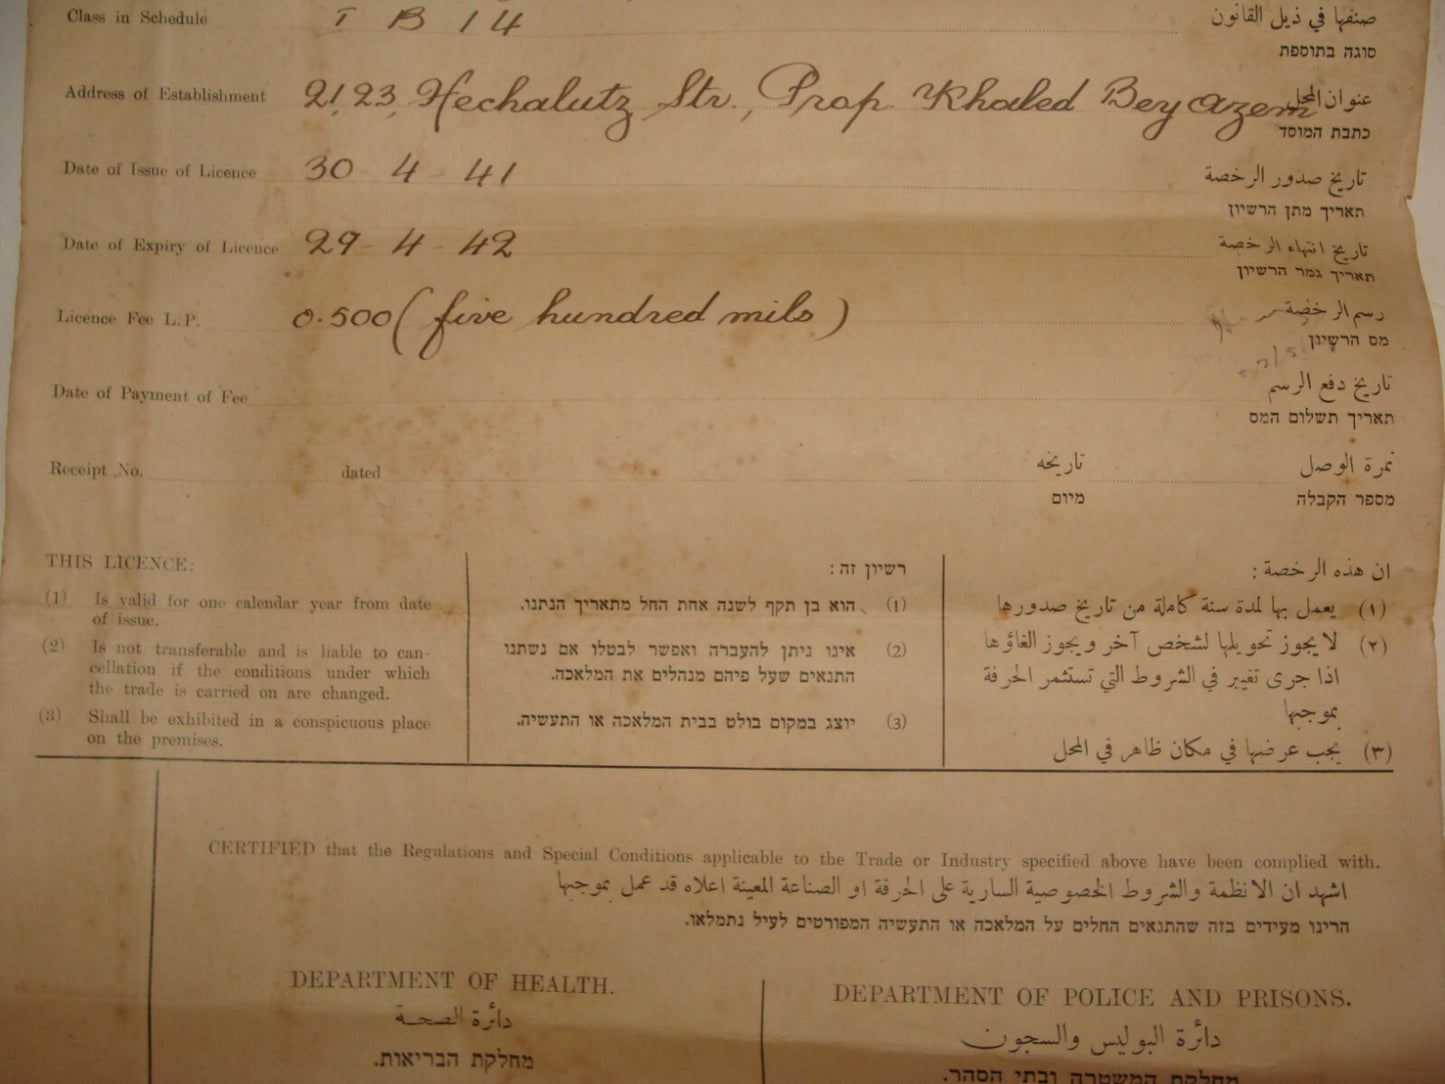 Class in Schedule I B 14 صنفها في ذيل القانون
סוגה בתוספת
Address of Establishment 21, 23, Hechalutz Str., Prop. Khaled Bey Azem عنوان المحل
כתבת המוסד
Date of Issue of Licence 30 - 4 - 41 تاريخ صدور الرخصة
תאריך מתן הרשיון
Date of Expiry of Licence 29 - 4 - 42 تاريخ انتهاء الرخصة
תאריך גמר הרשיון
Licence Fee L.P. 0.500 (five hundred mils) رسم الرخصة
מס הרשיון
Date of Payment of Fee تاريخ دفع الرسم
תאריך תשלום המס
Receipt No. dated تاريخه نمرة الوصل
מיום מספר הקבלה
THIS LICENCE:
(1) Is valid for one calendar year from date
of issue.
(2) Is not transferable and is liable to can-
cellation if the conditions under which
the trade is carried on are changed.
(3) Shall be exhibited in a conspicuous place
on the premises.
רשיון זה:
(1) הוא בן תקף לשנה אחת החל מתאריך הנתנו.
(2) אינו ניתן להעברה ואפשר לבטלו אם נשתנו
התנאים שעל פיהם מנהלים את המלאכה.
(3) יוצג במקום בולט בבית המלאכה או התעשיה.
ان هذه الرخصة:
(١) يعمل بها لمدة سنة كاملة من تاريخ صدورها
(٢) لا يجوز تحويلها لشخص آخر ويجوز الغاؤها
اذا جرى تغيير في الشروط التي تستثمر الحرفة
بموجبها
(٣) يجب عرضها في مكان ظاهر في المحل
CERTIFIED that the Regulations and Special Conditions applicable to the Trade or Industry specified above have been complied with.
اشهد ان الانظمة والشروط الخصوصية السارية على الحرفة او الصناعة المعينة اعلاه قد عمل بموجبها
הרינו מעידים בזה שהתנאים החלים על המלאכה או התעשיה המפורטים לעיל נתמלאו.
DEPARTMENT OF HEALTH.
دائرة الصحة
מחלקת הבריאות.
DEPARTMENT OF POLICE AND PRISONS.
دائرة البوليس والسجون
מחלקת המשטרה ובתי הסהר.